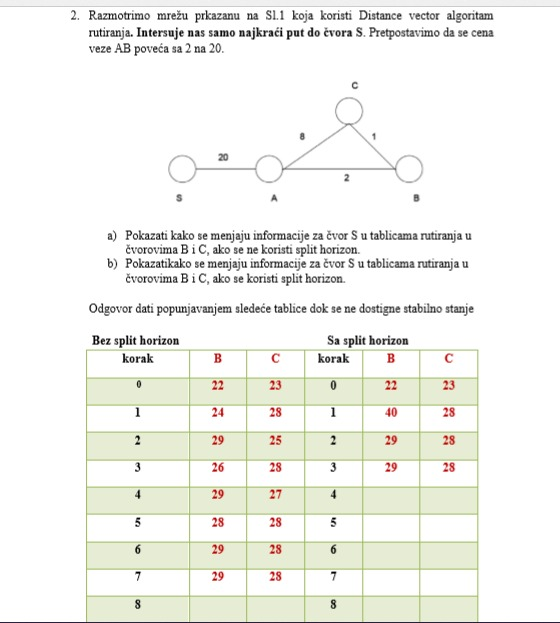 2. Razmotrimo mrežu prkazanu na Sl.1 koja koristi Distance vector algoritam
rutiranja. Intersuje nas samo najkraći put do čvora S. Pretpostavimo da se cena
veze AB poveća sa 2 na 20.
C
8
1
20
2
S
A
B
a) Pokazati kako se menjaju informacije za čvor S u tablicama rutiranja u
čvorovima B i C, ako se ne koristi split horizon.
b) Pokazatikako se menjaju informacije za čvor S u tablicama rutiranja u
čvorovima B i C, ako se koristi split horizon.
Odgovor dati popunjavanjem sledeće tablice dok se ne dostigne stabilno stanje
Bez split horizon Sa split horizon
korak B C korak B C
0 22 23 0 22 23
1 24 28 1 40 28
2 29 25 2 29 28
3 26 28 3 29 28
4 29 27 4
5 28 28 5
6 29 28 6
7 29 28 7
8 8